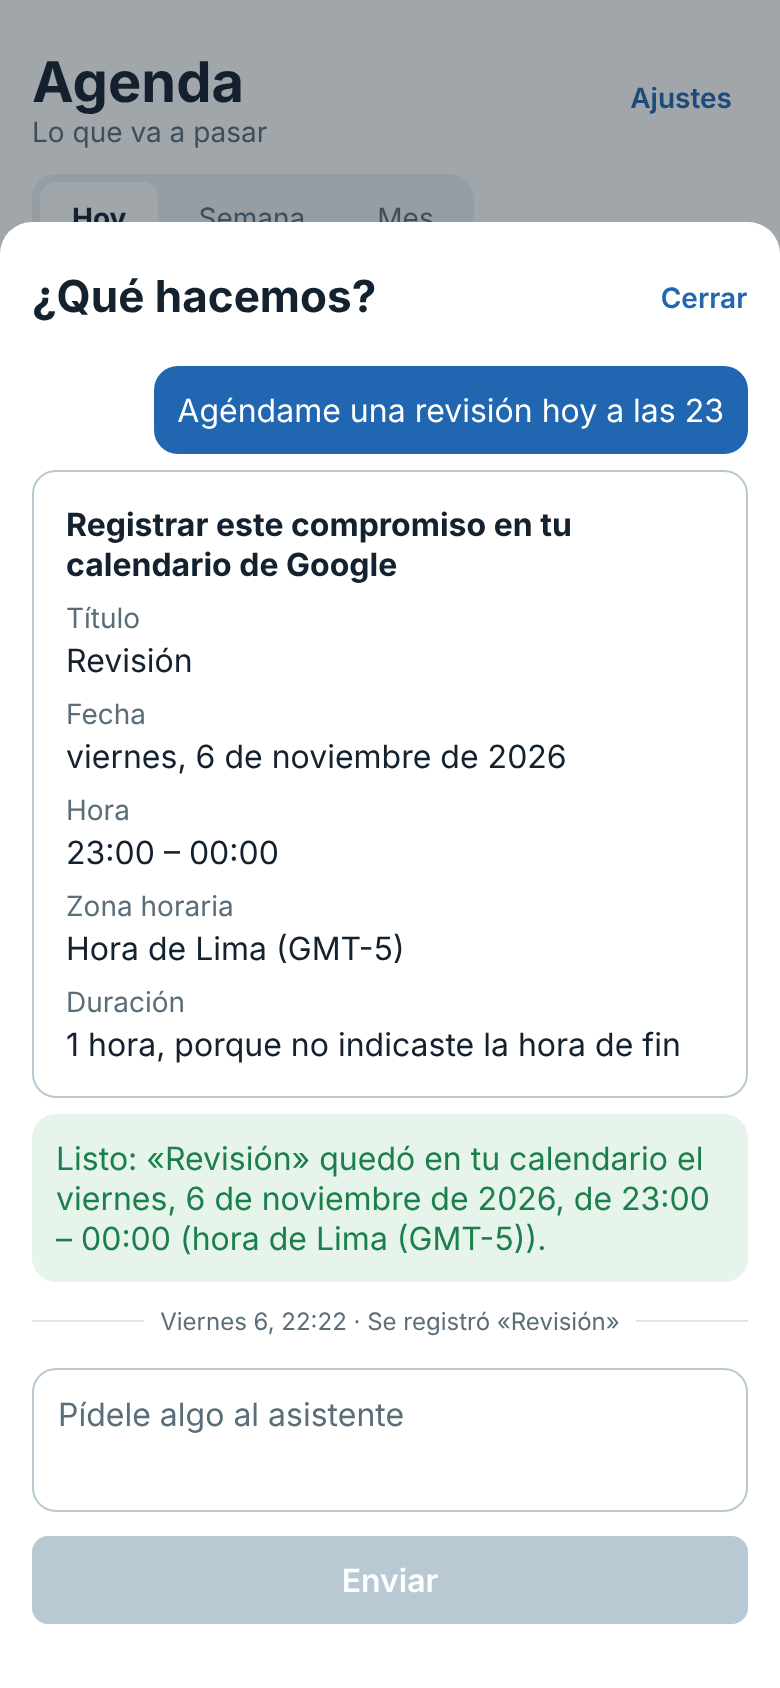 Agenda
Ajustes
Lo que va a pasar
Hoy
Semana
Mes
¿Qué hacemos?
Cerrar
Agéndame una revisión hoy a las 23
Registrar este compromiso en tu
calendario de Google
Título
Revisión
Fecha
viernes, 6 de noviembre de 2026
Hora
23:00 – 00:00
Zona horaria
Hora de Lima (GMT-5)
Duración
1 hora, porque no indicaste la hora de fin
Listo: «Revisión» quedó en tu calendario el
viernes, 6 de noviembre de 2026, de 23:00
– 00:00 (hora de Lima (GMT-5)).
Viernes 6, 22:22 · Se registró «Revisión»
Pídele algo al asistente
Enviar